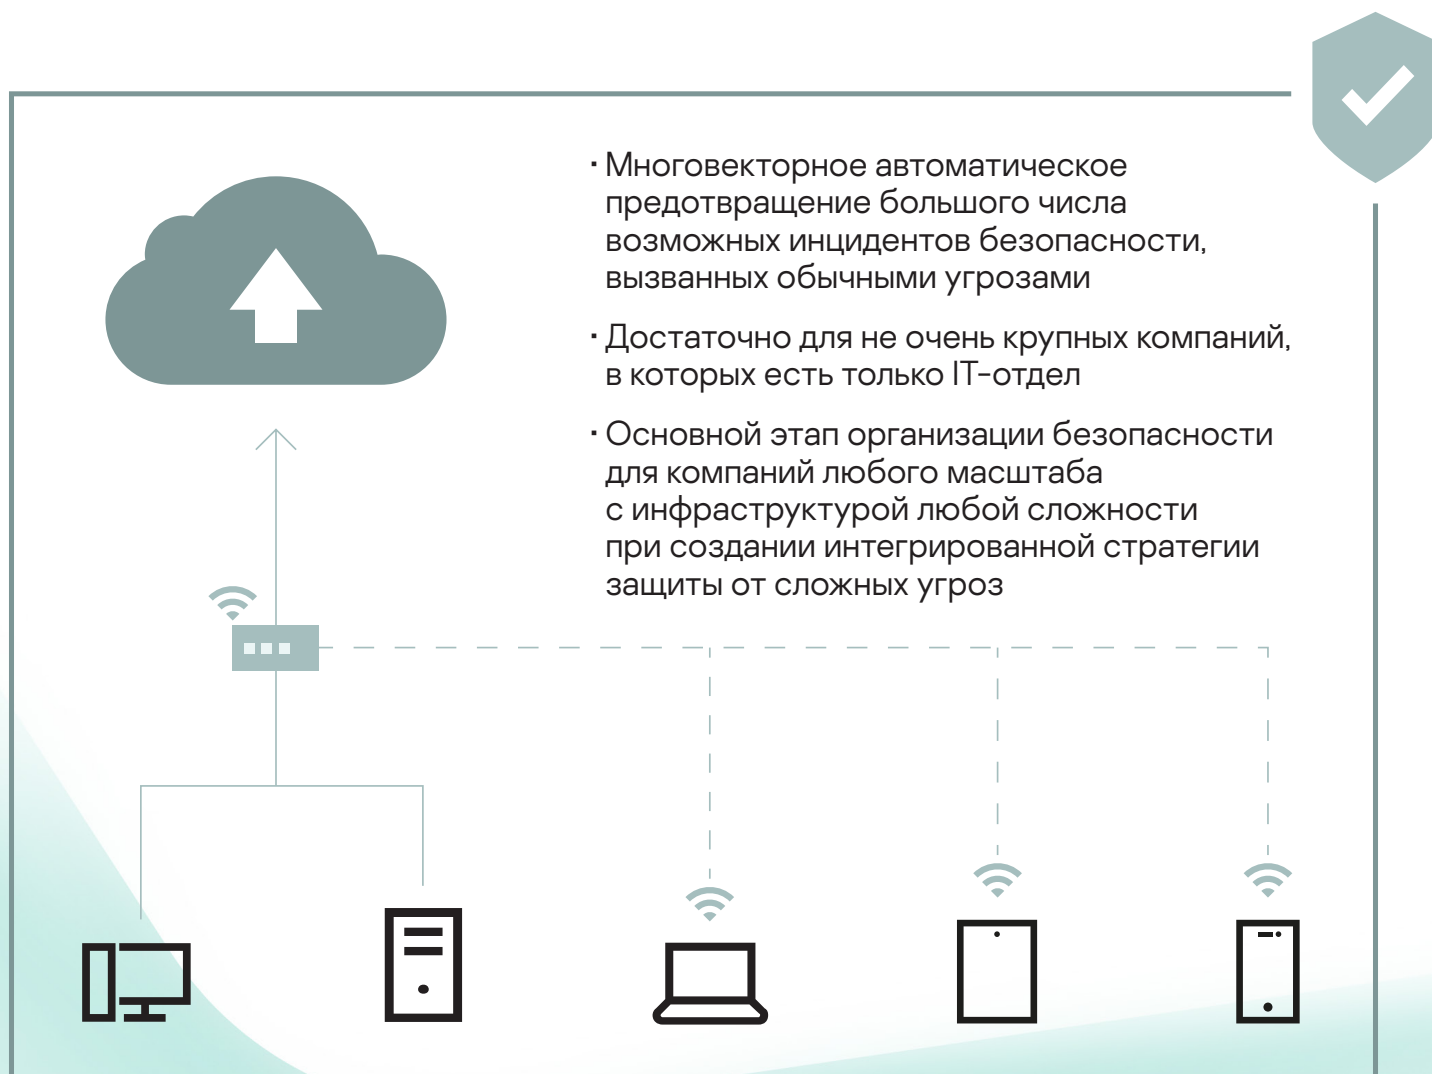 · Многовекторное автоматическое
предотвращение большого числа
возможных инцидентов безопасности,
вызванных обычными угрозами
· Достаточно для не очень крупных компаний,
в которых есть только IT-отдел
· Основной этап организации безопасности
для компаний любого масштаба
с инфраструктурой любой сложности
при создании интегрированной стратегии
защиты от сложных угроз